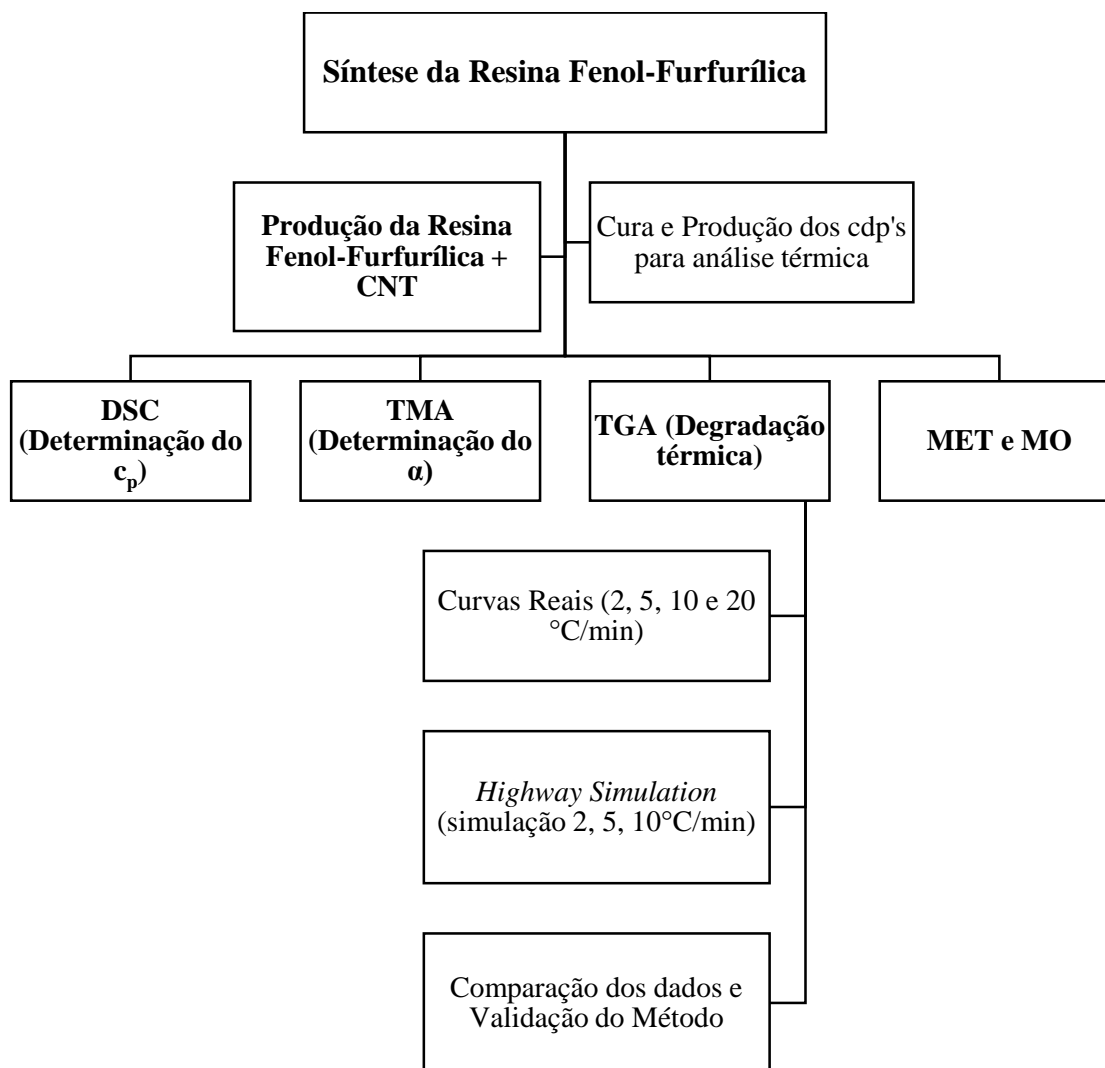 Síntese da Resina Fenol-Furfurílica
Produção da Resina
Fenol-Furfurílica +
CNT
Cura e Produção dos cdp's
para análise térmica
DSC
(Determinação do
cₚ)
TMA
(Determinação do
α)
TGA (Degradação
térmica)
MET e MO
Curvas Reais (2, 5, 10 e 20
°C/min)
Highway Simulation
(simulação 2, 5, 10°C/min)
Comparação dos dados e
Validação do Método